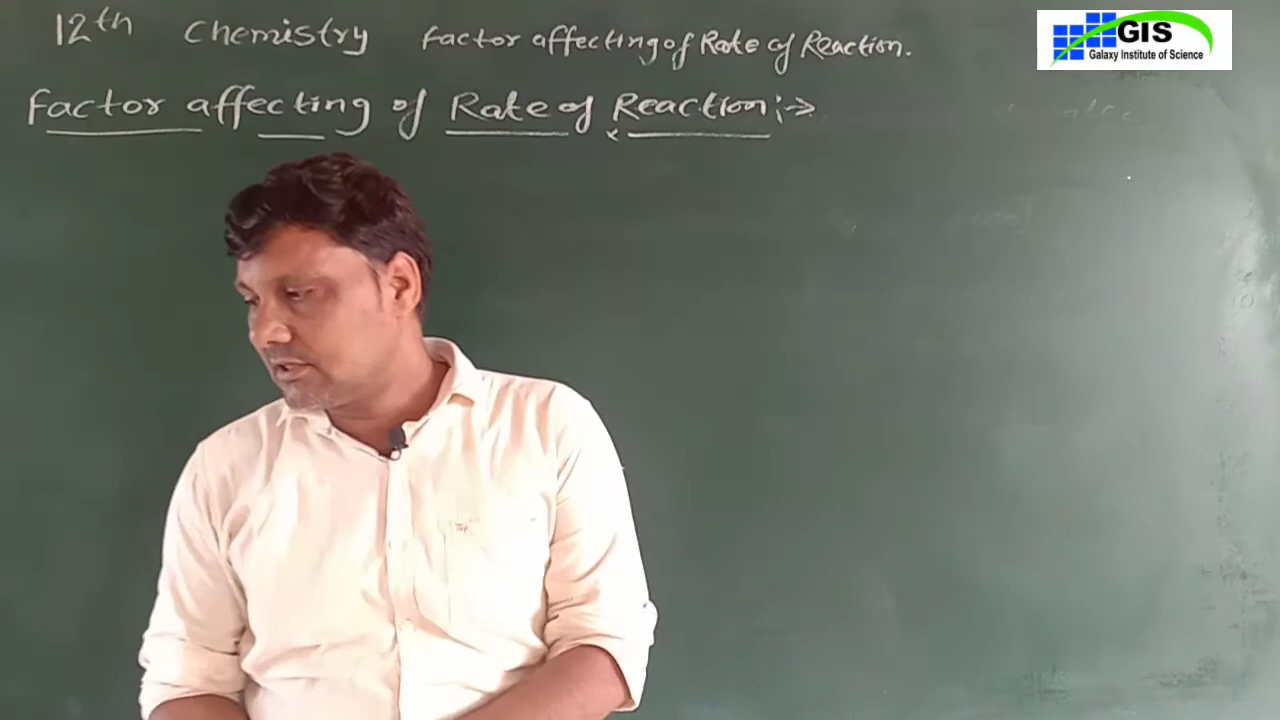 12th Chemistry factor affecting of Rate of Reaction.
factor affecting of Rate of Reaction :->
GIS
Galaxy Institute of Science